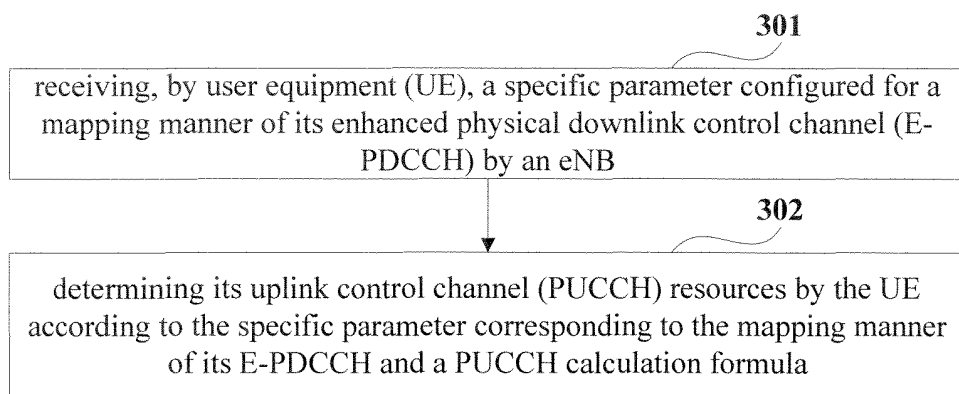 301
receiving, by user equipment (UE), a specific parameter configured for a
mapping manner of its enhanced physical downlink control channel (E-
PDCCH) by an eNB
302
determining its uplink control channel (PUCCH) resources by the UE
according to the specific parameter corresponding to the mapping manner
of its E-PDCCH and a PUCCH calculation formula